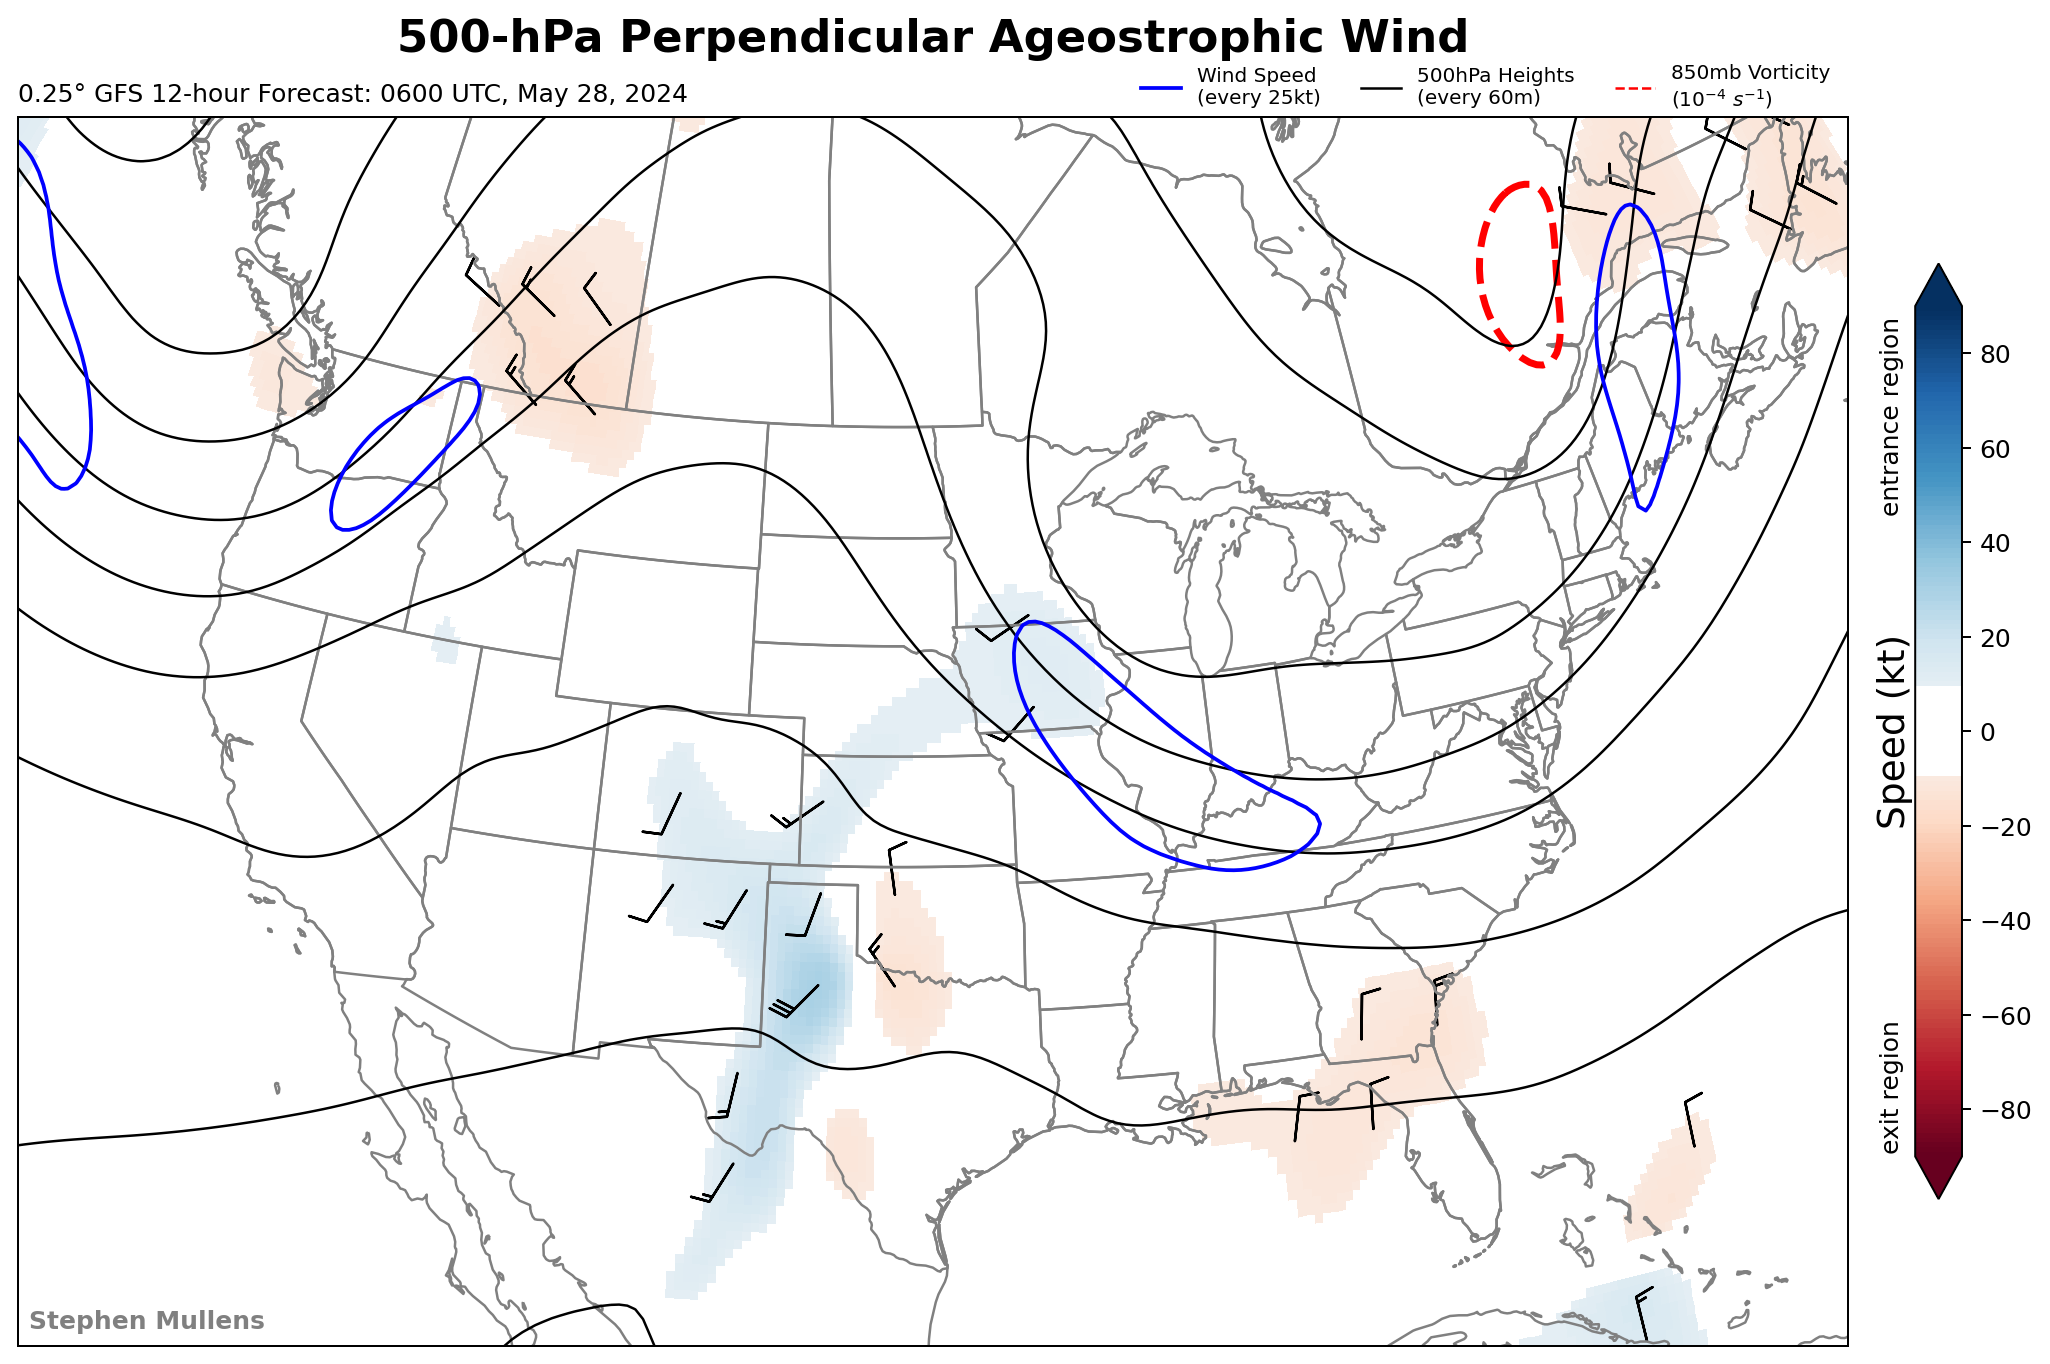 500-hPa Perpendicular Ageostrophic Wind
0.25° GFS 12-hour Forecast: 0600 UTC, May 28, 2024
Wind Speed
(every 25kt)
500hPa Heights
(every 60m)
850mb Vorticity
(10⁻⁴ s⁻¹)
entrance region
Speed (kt)
exit region
80
60
40
20
0
−20
−40
−60
−80
Stephen Mullens